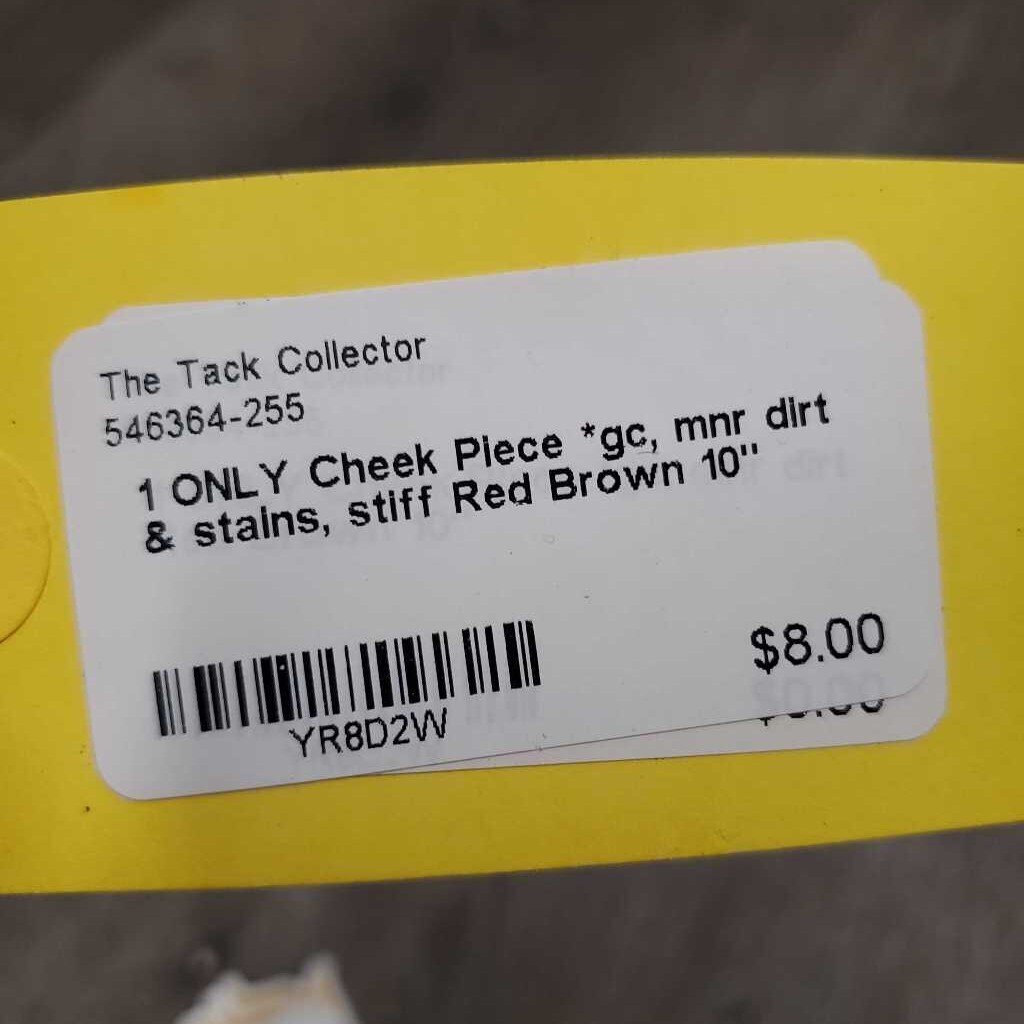 The Tack Collector
546364-255
1 ONLY Cheek Piece *gc, mnr dirt
& stains, stiff Red Brown 10"
$8.00
YR8D2W